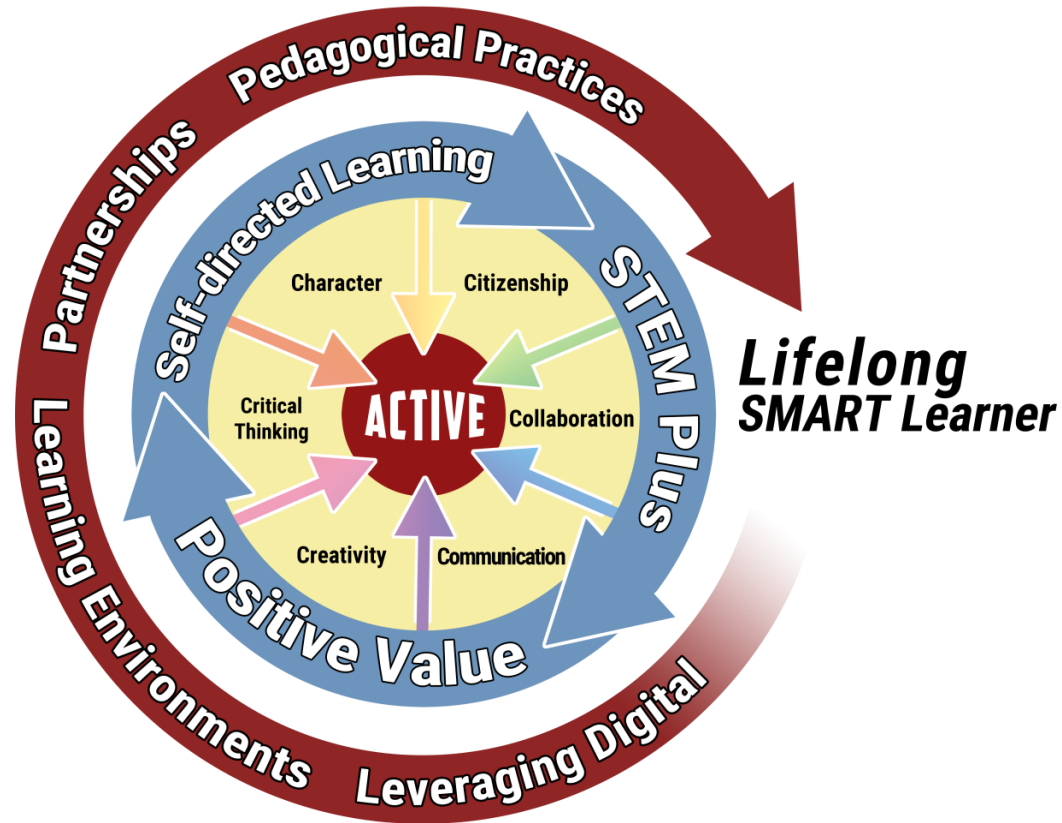 Pedagogical Practices
Partnerships
Learning Environments
Leveraging Digital
Self-directed Learning
STEM Plus
Positive Value
Character
Citizenship
Critical
Thinking
ACTIVE
Collaboration
Creativity
Communication
Lifelong
SMART Learner